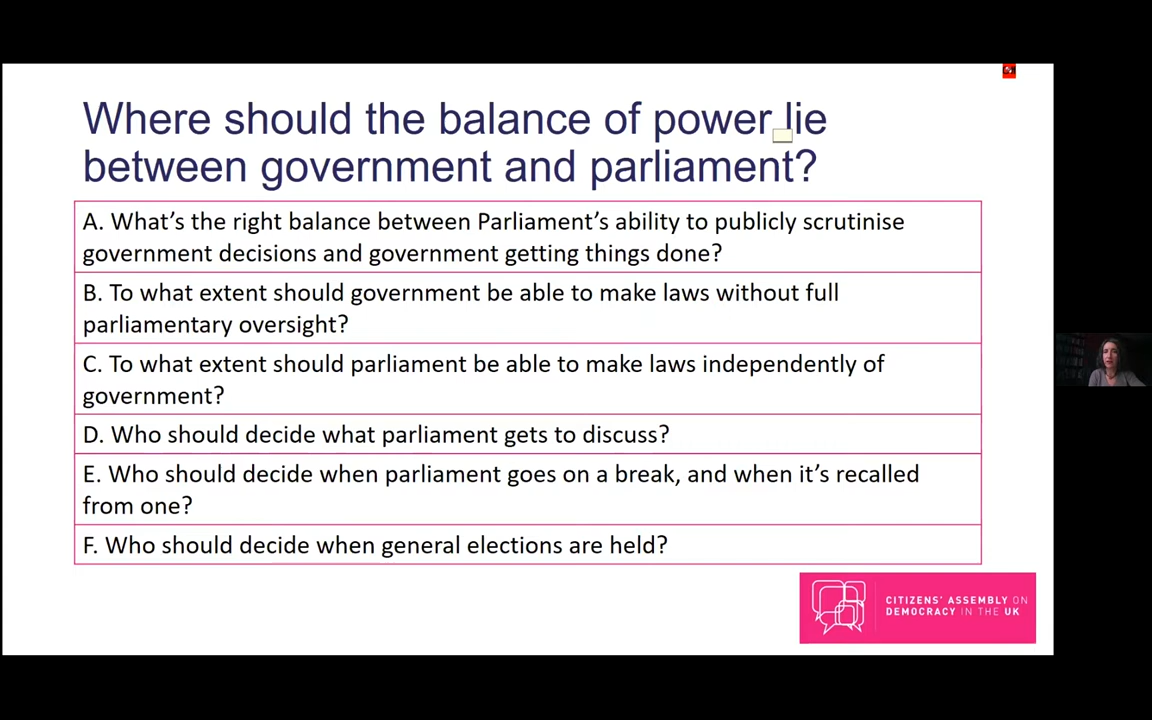 Where should the balance of power lie
between government and parliament?
A. What’s the right balance between Parliament’s ability to publicly scrutinise
government decisions and government getting things done?
B. To what extent should government be able to make laws without full
parliamentary oversight?
C. To what extent should parliament be able to make laws independently of
government?
D. Who should decide what parliament gets to discuss?
E. Who should decide when parliament goes on a break, and when it’s recalled
from one?
F. Who should decide when general elections are held?
CITIZENS’ ASSEMBLY ON
DEMOCRACY IN THE UK